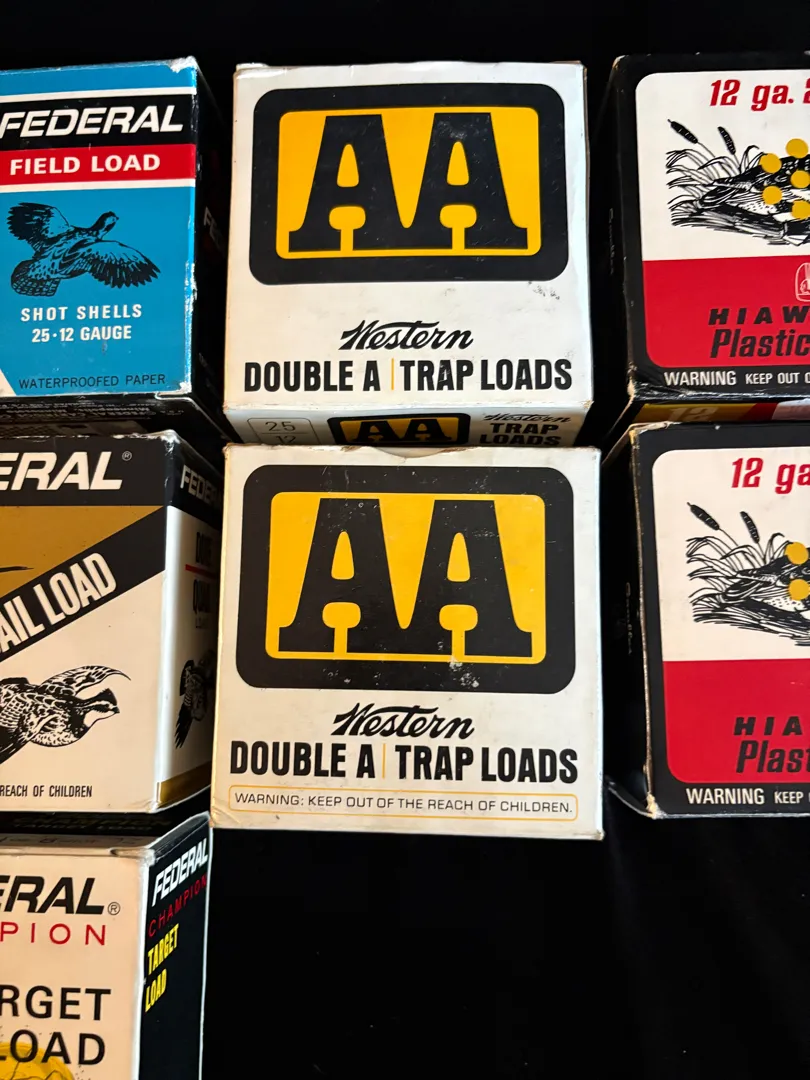 FEDERAL
FIELD LOAD
SHOT SHELLS
25·12 GAUGE
WATERPROOFED PAPER
AA
Western
DOUBLE A | TRAP LOADS
25
12
AA
Western
TRAP
LOADS
12 ga.
HIAW
Plastic
WARNING KEEP OUT O
ERAL®
AIL LOAD
REACH OF CHILDREN
FEDER
AA
Western
DOUBLE A | TRAP LOADS
WARNING: KEEP OUT OF THE REACH OF CHILDREN.
12 ga
HIA
Plast
WARNING KEEP
ERAL®
PION
RGET
LOAD
FEDERAL
CHAMPION
TARGET
LOAD